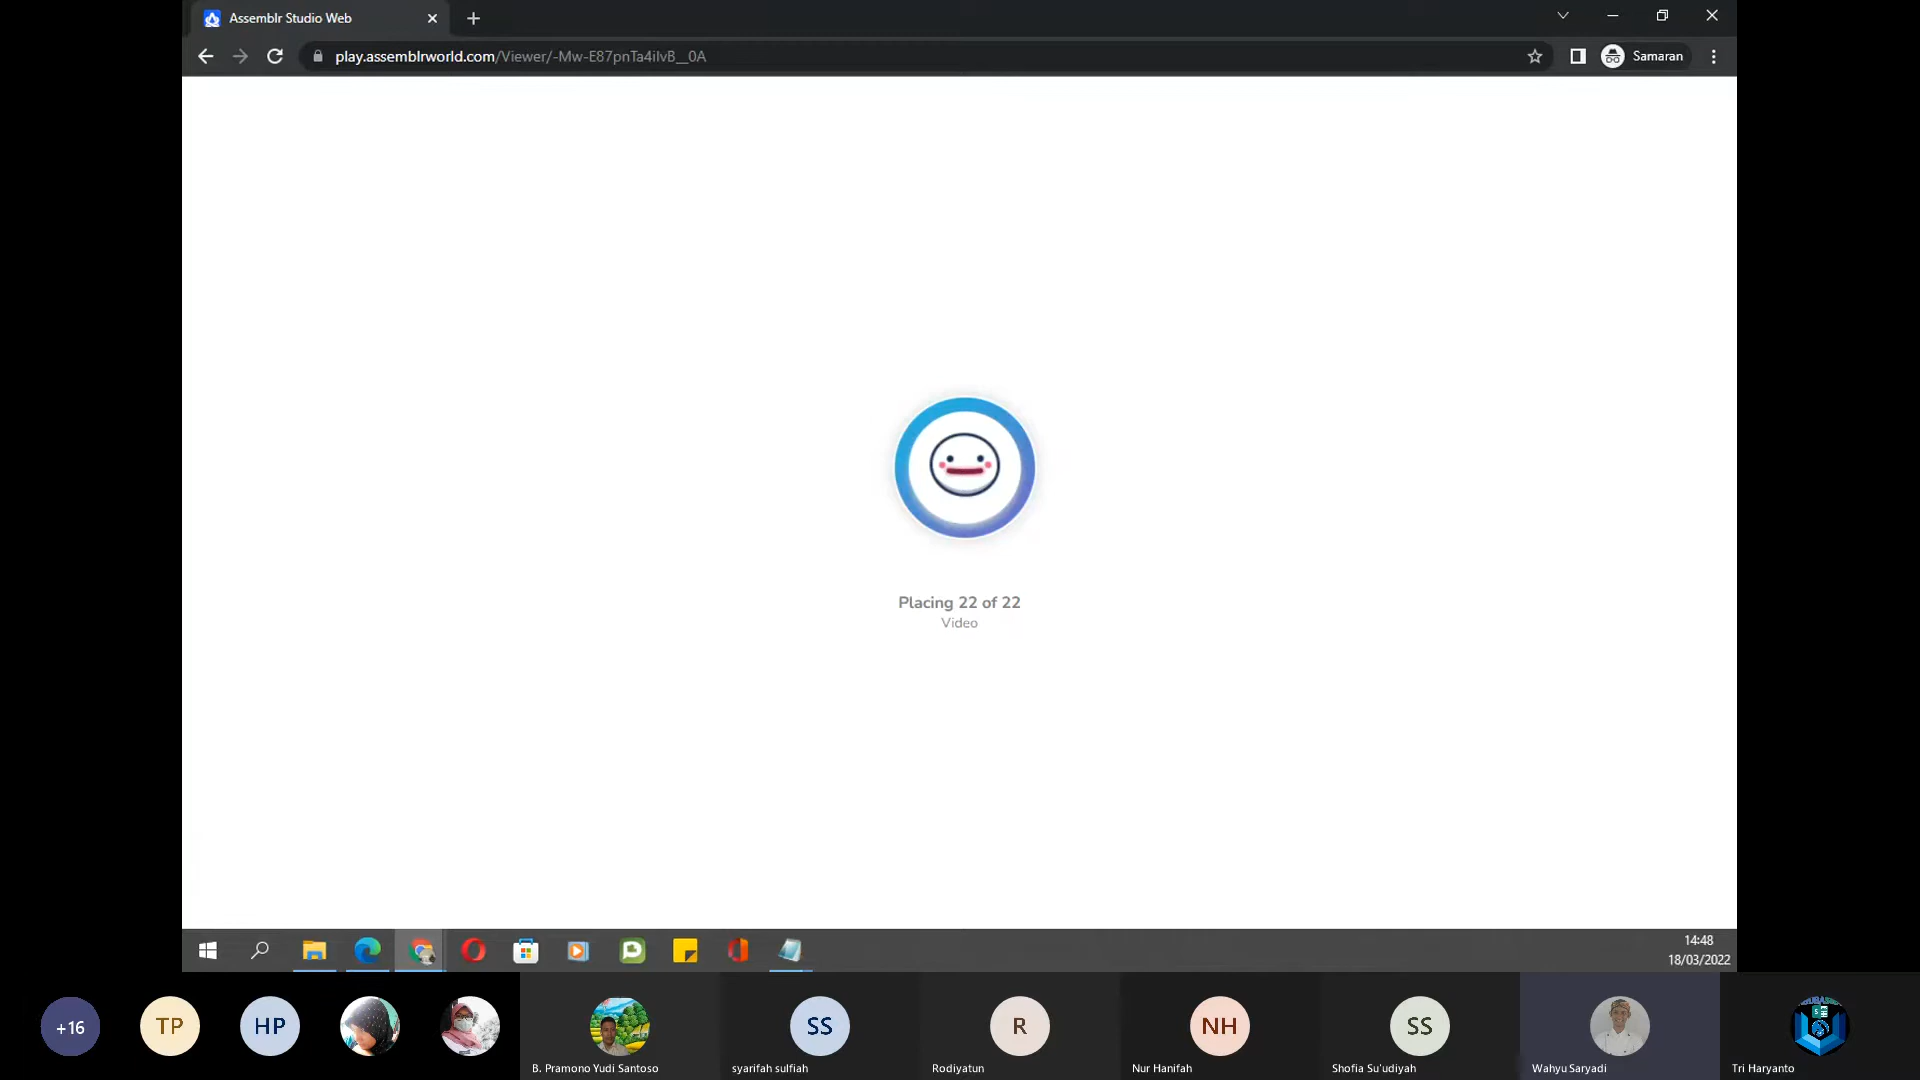 Assemblr Studio Web
play.assemblrworld.com/Viewer/-Mw-E87pnTa4iIvB__0A
Samaran
Placing 22 of 22
Video
14:48
18/03/2022
+16
TP
HP
SS
R
NH
SS
B. Pramono Yudi Santoso
syarifah sulfiah
Rodiyatun
Nur Hanifah
Shofia Su'udiyah
Wahyu Saryadi
Tri Haryanto